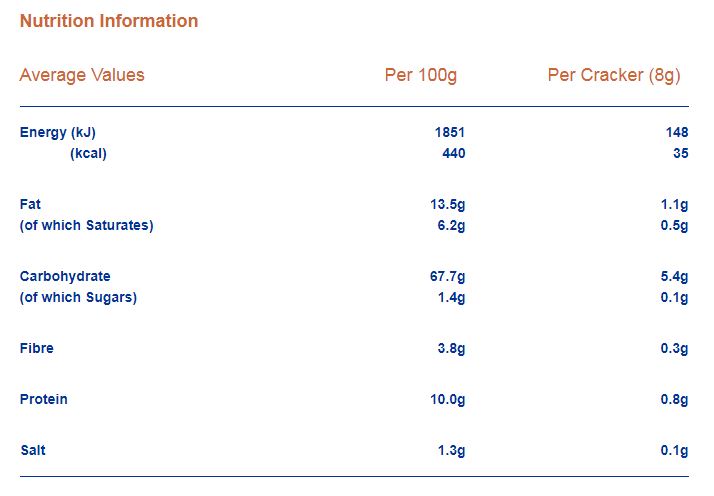 Nutrition Information
Average Values Per 100g Per Cracker (8g)
Energy (kJ) 1851 148
(kcal) 440 35
Fat 13.5g 1.1g
(of which Saturates) 6.2g 0.5g
Carbohydrate 67.7g 5.4g
(of which Sugars) 1.4g 0.1g
Fibre 3.8g 0.3g
Protein 10.0g 0.8g
Salt 1.3g 0.1g